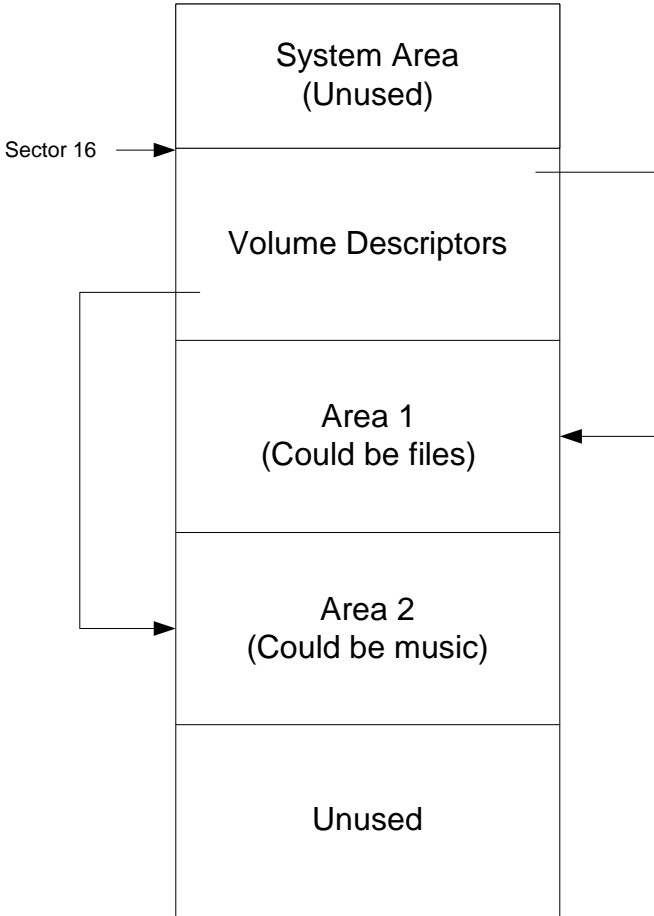 System Area
(Unused)
Sector 16
Volume Descriptors
Area 1
(Could be files)
Area 2
(Could be music)
Unused